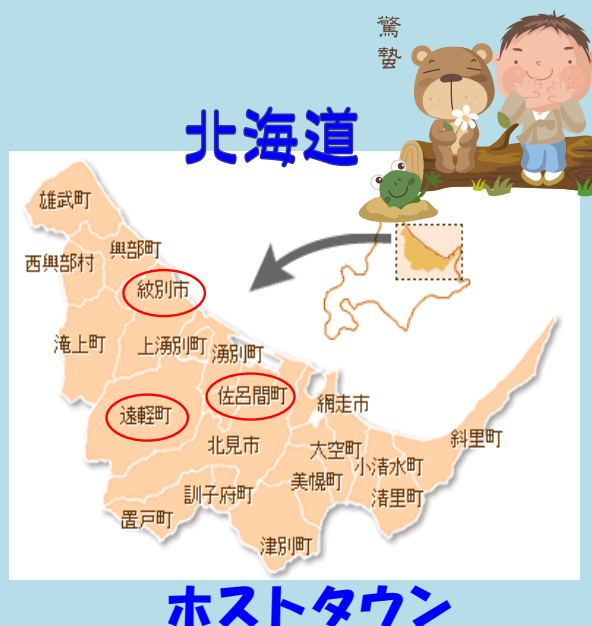 驚
蟄
北海道
雄武町
興部町
西興部村
紋別市
滝上町
上湧別町
湧別町
佐呂間町
網走市
遠軽町
北見市
大空町
斜里町
小清水町
美幌町
清里町
訓子府町
置戸町
津別町
ホストタウン